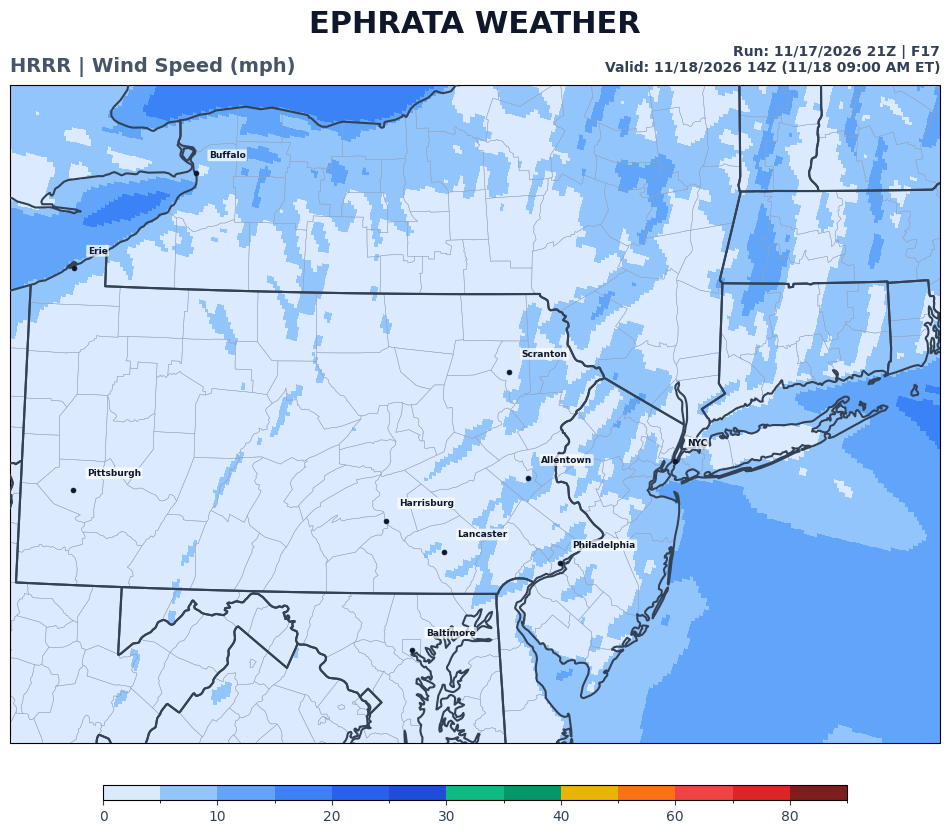 EPHRATA WEATHER
HRRR | Wind Speed (mph)
Run: 11/17/2026 21Z | F17
Valid: 11/18/2026 14Z (11/18 09:00 AM ET)
Buffalo
Erie
Scranton
NYC
Allentown
Pittsburgh
Harrisburg
Lancaster
Philadelphia
Baltimore
0 10 20 30 40 50 60 70 80